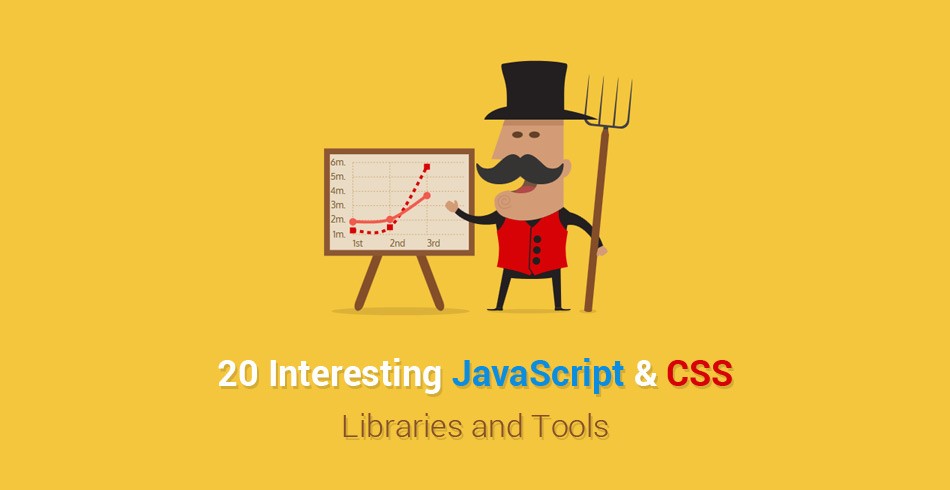 6m.
5m.
4m.
3m.
2m.
1m.
1st 2nd 3rd
20 Interesting JavaScript & CSS
Libraries and Tools